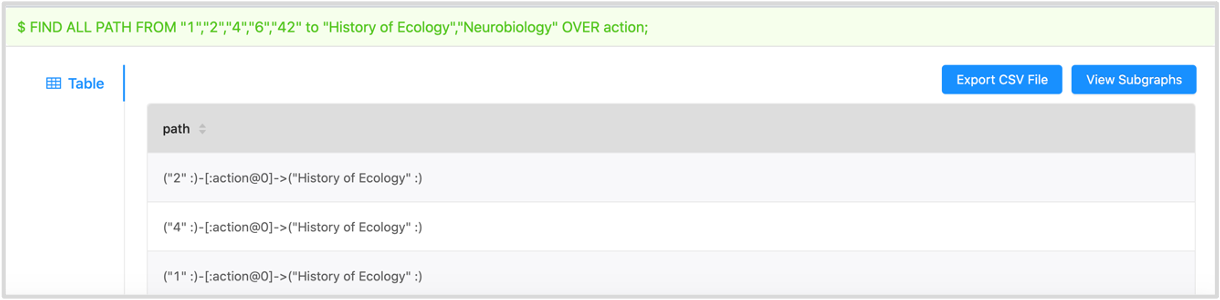 $ FIND ALL PATH FROM "1","2","4","6","42" to "History of Ecology","Neurobiology" OVER action;
Table
Export CSV File
View Subgraphs
path
("2" :)-[:action@0]->("History of Ecology" :)
("4" :)-[:action@0]->("History of Ecology" :)
("1" :)-[:action@0]->("History of Ecology" :)